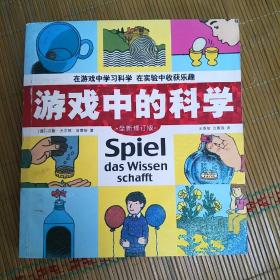 在游戏中学习科学 在实验中收获乐趣
游戏中的科学
全新修订版
Spiel
das Wissen
schafft